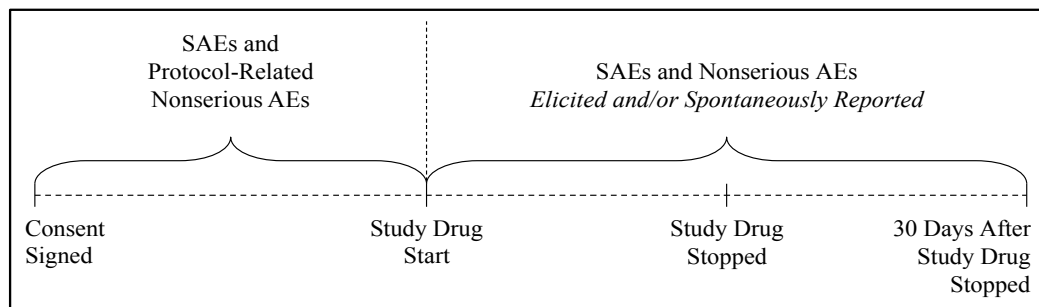 SAEs and
Protocol-Related
Nonserious AEs
SAEs and Nonserious AEs
Elicited and/or Spontaneously Reported
Consent
Signed
Study Drug
Start
Study Drug
Stopped
30 Days After
Study Drug
Stopped